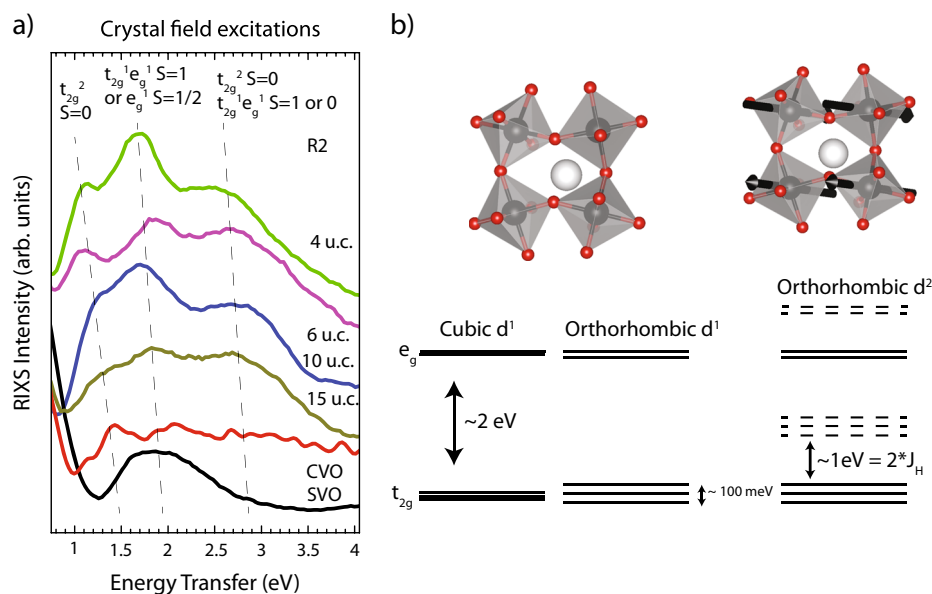 a)
Crystal field excitations
t2g² S=0
t2g¹eg¹ S=1
or eg¹ S=1/2
t2g² S=0
t2g¹eg¹ S=1 or 0
R2
4 u.c.
6 u.c.
10 u.c.
15 u.c.
CVO
SVO
RIXS Intensity (arb. units)
1 1.5 2 2.5 3 3.5 4
Energy Transfer (eV)
b)
Cubic d¹
Orthorhombic d¹
Orthorhombic d²
eg
~2 eV
t2g
~ 100 meV
~1eV = 2*JH